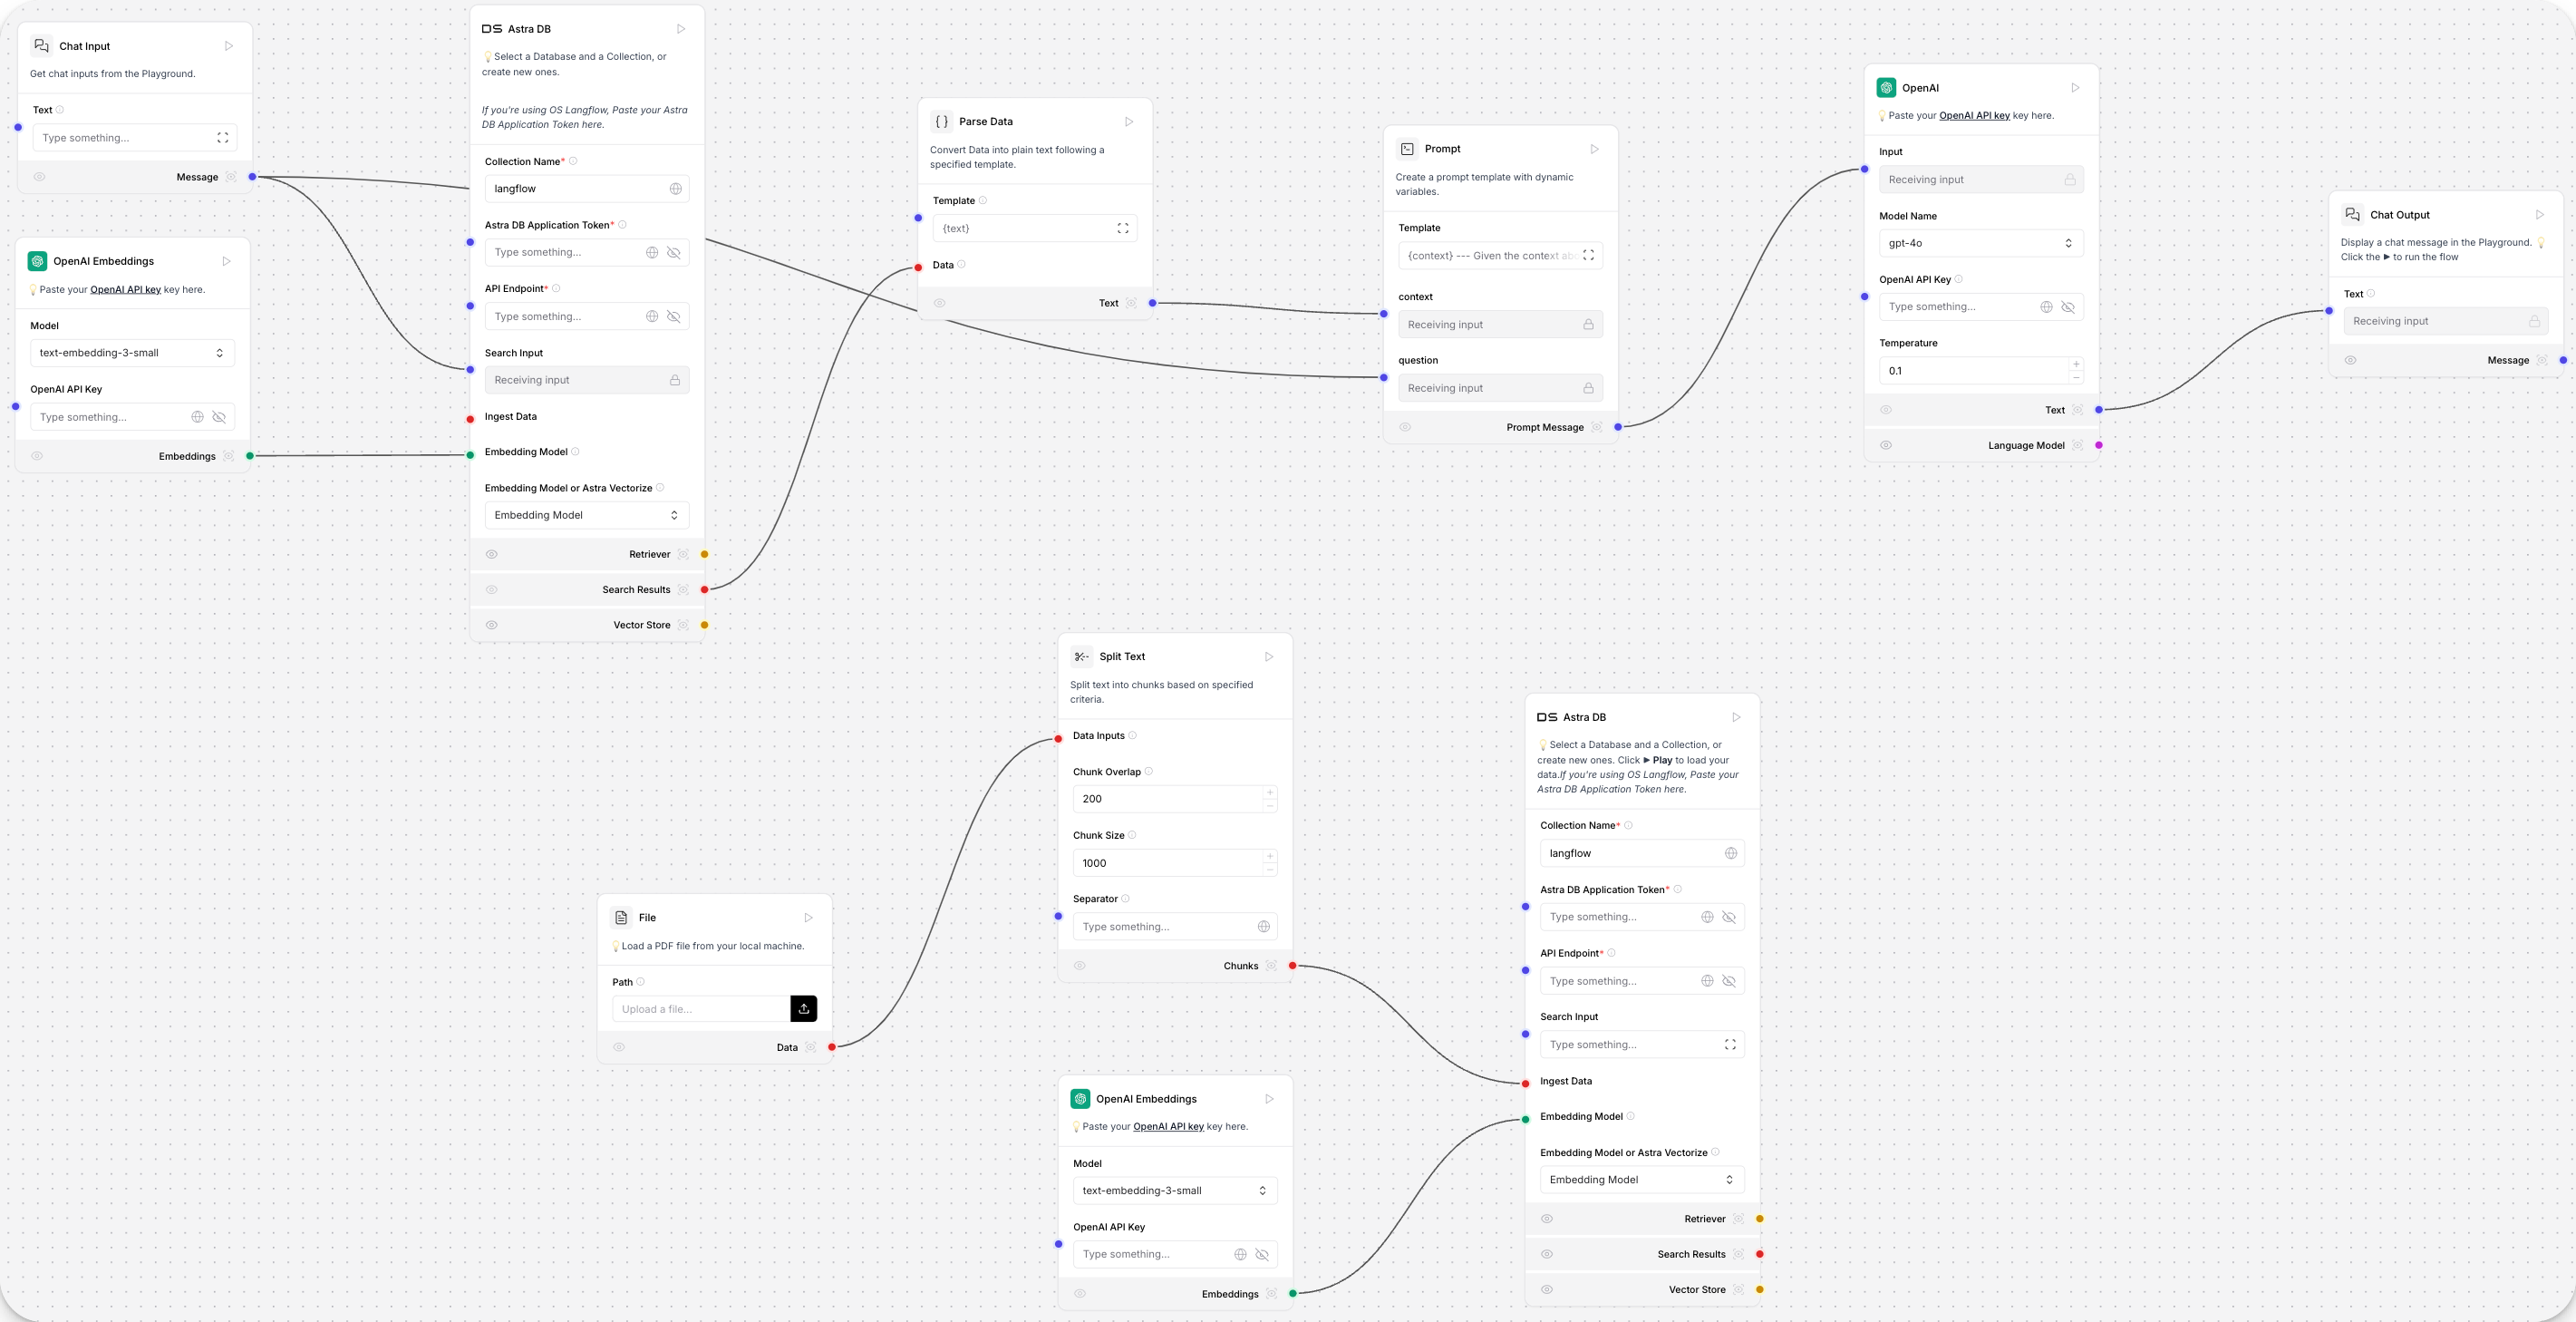 Chat Input
Get chat inputs from the Playground.
Text
Type something...
Message
OpenAI Embeddings
Paste your OpenAI API key key here.
Model
text-embedding-3-small
OpenAI API Key
Type something...
Embeddings
DS Astra DB
Select a Database and a Collection, or
create new ones.
If you're using OS Langflow, Paste your Astra
DB Application Token here.
Collection Name*
langflow
Astra DB Application Token*
Type something...
API Endpoint*
Type something...
Search Input
Receiving input
Ingest Data
Embedding Model
Embedding Model or Astra Vectorize
Embedding Model
Retriever
Search Results
Vector Store
{ } Parse Data
Convert Data into plain text following a
specified template.
Template
{text}
Data
Text
Prompt
Create a prompt template with dynamic
variables.
Template
{context} --- Given the context abo
context
Receiving input
question
Receiving input
Prompt Message
OpenAI
Paste your OpenAI API key key here.
Input
Receiving input
Model Name
gpt-4o
OpenAI API Key
Type something...
Temperature
0.1
Text
Language Model
Chat Output
Display a chat message in the Playground.
Click the ▶ to run the flow
Text
Receiving input
Message
File
Load a PDF file from your local machine.
Path
Upload a file...
Data
Split Text
Split text into chunks based on specified
criteria.
Data Inputs
Chunk Overlap
200
Chunk Size
1000
Separator
Type something...
Chunks
OpenAI Embeddings
Paste your OpenAI API key key here.
Model
text-embedding-3-small
OpenAI API Key
Type something...
Embeddings
DS Astra DB
Select a Database and a Collection, or
create new ones. Click ▶ Play to load your
data.If you're using OS Langflow, Paste your
Astra DB Application Token here.
Collection Name*
langflow
Astra DB Application Token*
Type something...
API Endpoint*
Type something...
Search Input
Type something...
Ingest Data
Embedding Model
Embedding Model or Astra Vectorize
Embedding Model
Retriever
Search Results
Vector Store